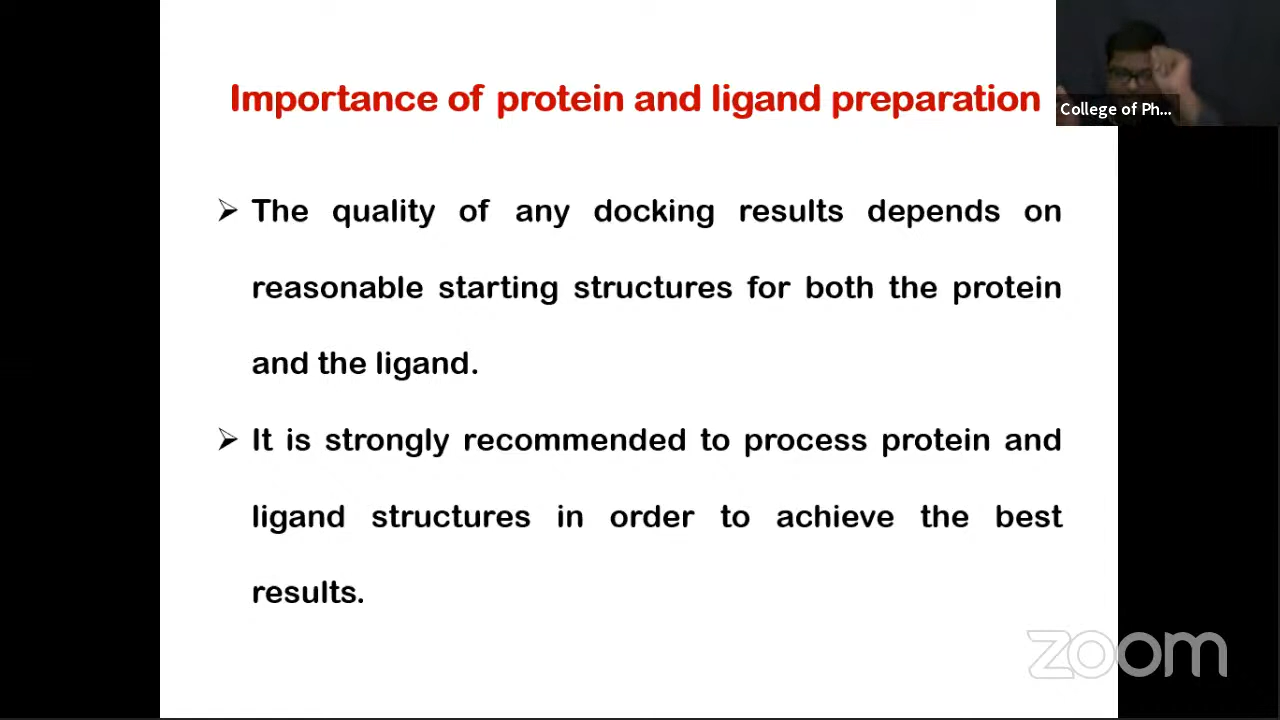 Importance of protein and ligand preparation
College of Ph...
➢ The quality of any docking results depends on
reasonable starting structures for both the protein
and the ligand.
➢ It is strongly recommended to process protein and
ligand structures in order to achieve the best
results.
zoom